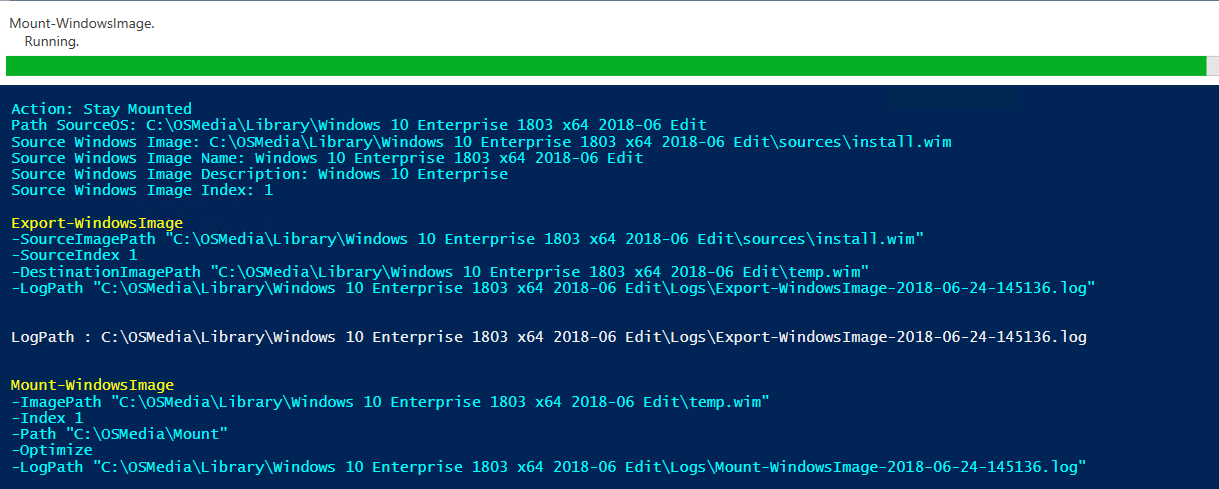 Mount-WindowsImage.
Running.
Action: Stay Mounted
Path SourceOS: C:\OSMedia\Library\Windows 10 Enterprise 1803 x64 2018-06 Edit
Source Windows Image: C:\OSMedia\Library\Windows 10 Enterprise 1803 x64 2018-06 Edit\sources\install.wim
Source Windows Image Name: Windows 10 Enterprise 1803 x64 2018-06 Edit
Source Windows Image Description: Windows 10 Enterprise
Source Windows Image Index: 1
Export-WindowsImage
-SourceImagePath "C:\OSMedia\Library\Windows 10 Enterprise 1803 x64 2018-06 Edit\sources\install.wim"
-SourceIndex 1
-DestinationImagePath "C:\OSMedia\Library\Windows 10 Enterprise 1803 x64 2018-06 Edit\temp.wim"
-LogPath "C:\OSMedia\Library\Windows 10 Enterprise 1803 x64 2018-06 Edit\Logs\Export-WindowsImage-2018-06-24-145136.log"
LogPath : C:\OSMedia\Library\Windows 10 Enterprise 1803 x64 2018-06 Edit\Logs\Export-WindowsImage-2018-06-24-145136.log
Mount-WindowsImage
-ImagePath "C:\OSMedia\Library\Windows 10 Enterprise 1803 x64 2018-06 Edit\temp.wim"
-Index 1
-Path "C:\OSMedia\Mount"
-Optimize
-LogPath "C:\OSMedia\Library\Windows 10 Enterprise 1803 x64 2018-06 Edit\Logs\Mount-WindowsImage-2018-06-24-145136.log"